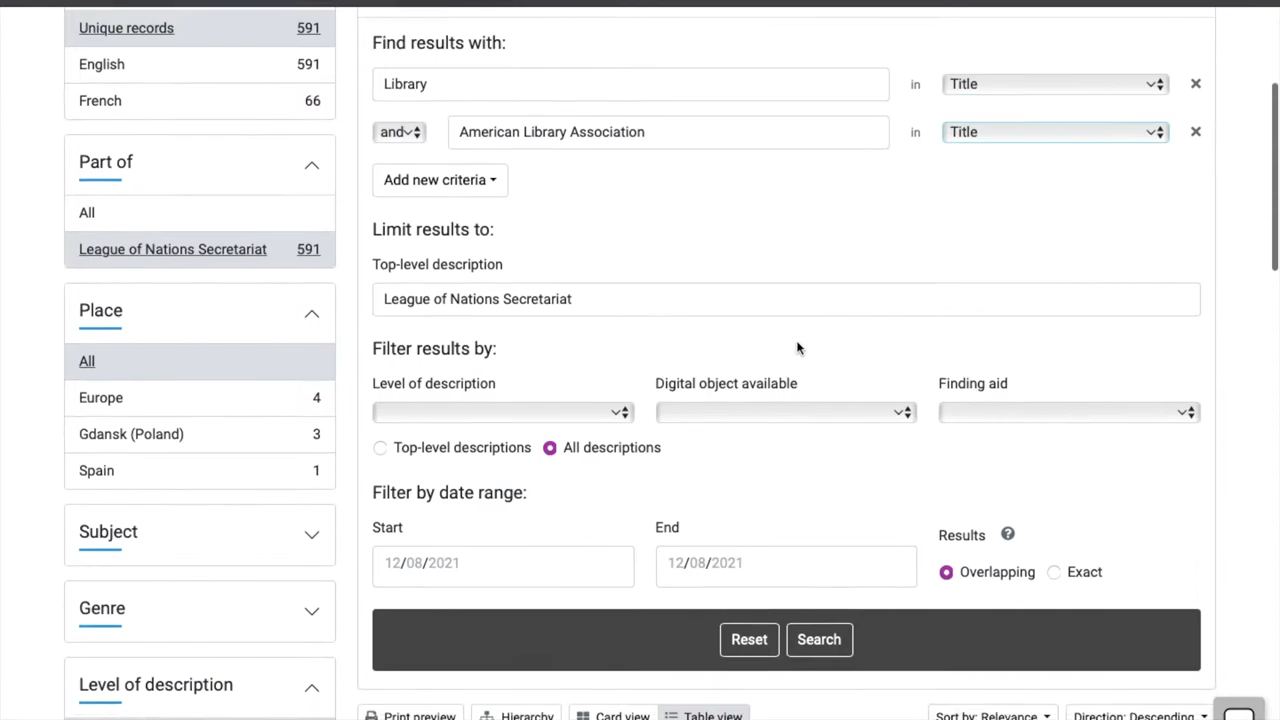 Unique records 591
English 591
French 66
Part of
All
League of Nations Secretariat 591
Place
All
Europe 4
Gdansk (Poland) 3
Spain 1
Subject
Genre
Level of description
Find results with:
Library in Title
and American Library Association in Title
Add new criteria
Limit results to:
Top-level description
League of Nations Secretariat
Filter results by:
Level of description Digital object available Finding aid
Top-level descriptions All descriptions
Filter by date range:
Start End Results
12/08/2021 12/08/2021 Overlapping Exact
Reset Search
Print preview Hierarchy Card view Table view Sort by: Relevance Direction: Descending